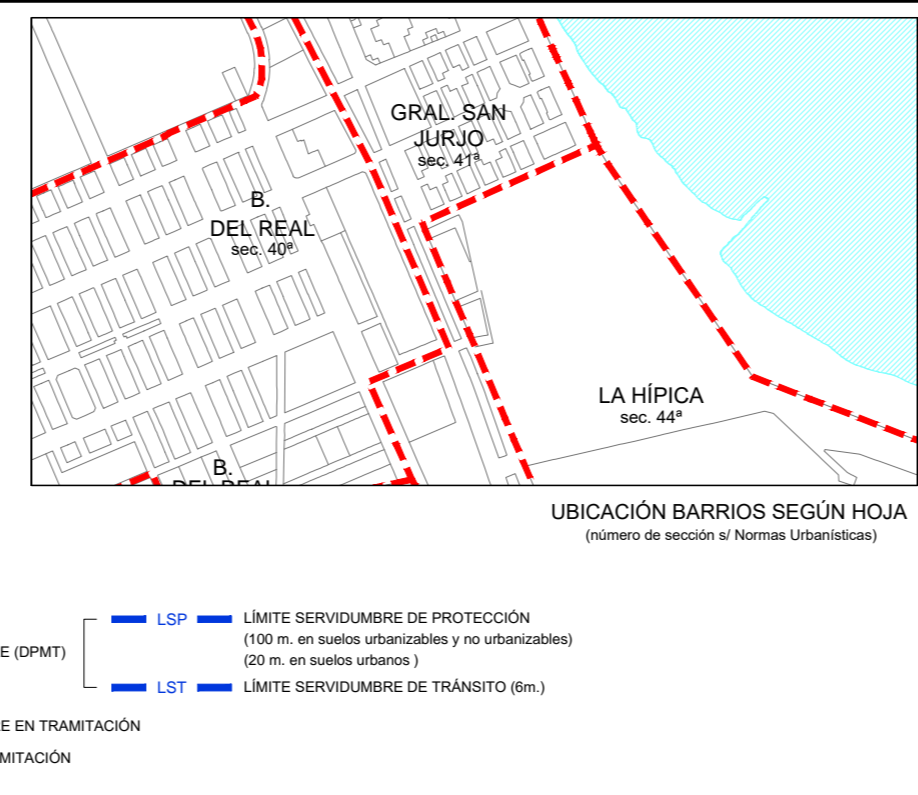 GRAL. SAN
JURJO
sec. 41ª
B.
DEL REAL
sec. 40ª
LA HÍPICA
sec. 44ª
B.
DEL REAL
UBICACIÓN BARRIOS SEGÚN HOJA
(número de sección s/ Normas Urbanísticas)
LSP LÍMITE SERVIDUMBRE DE PROTECCIÓN
(100 m. en suelos urbanizables y no urbanizables)
E (DPMT)
(20 m. en suelos urbanos )
LST LÍMITE SERVIDUMBRE DE TRÁNSITO (6m.)
E EN TRAMITACIÓN
MITACIÓN